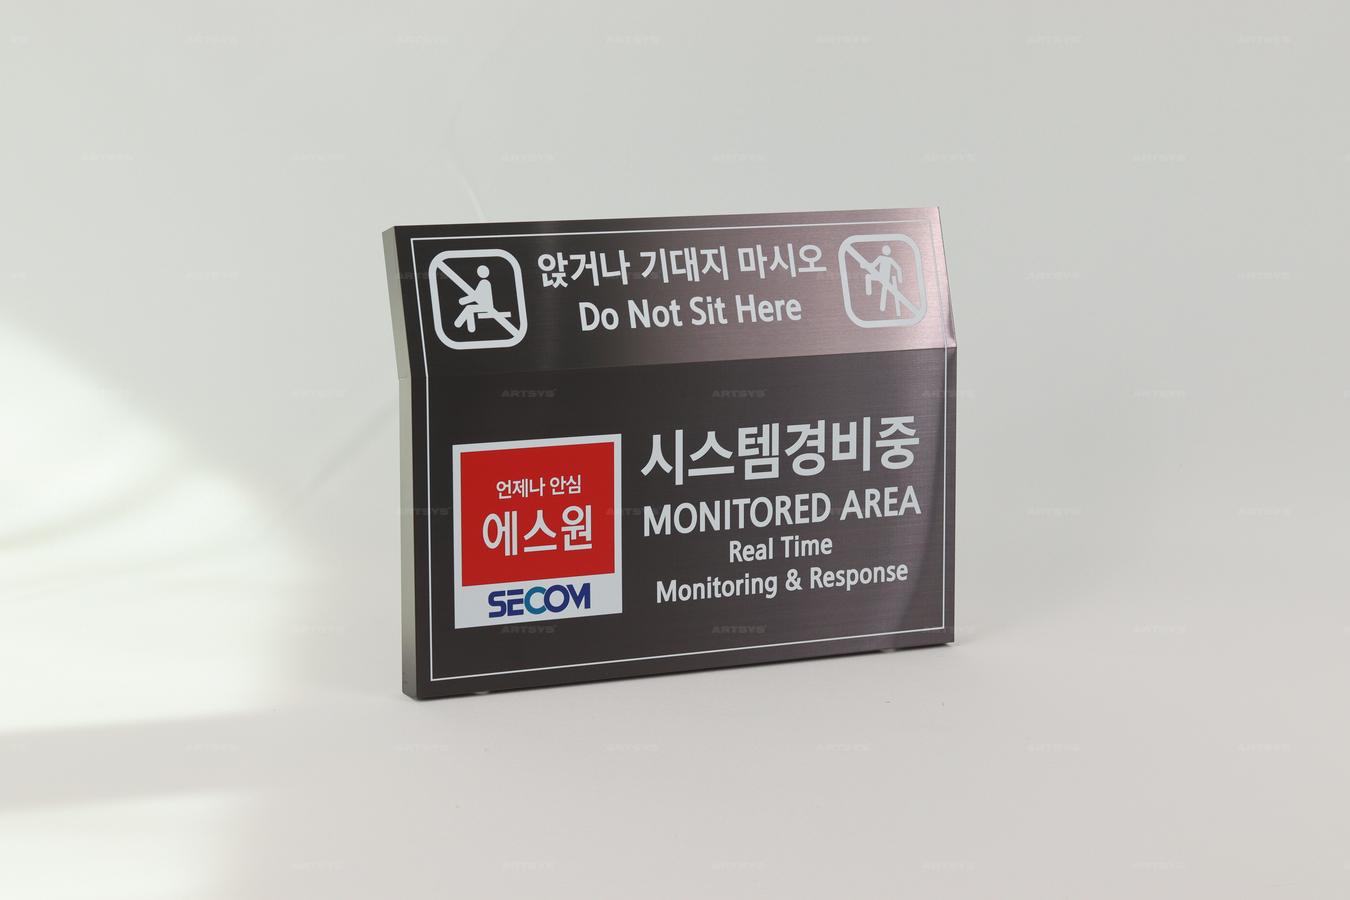 앉거나 기대지 마시오
Do Not Sit Here
시스템경비중
MONITORED AREA
Real Time
Monitoring & Response
언제나 안심
에스원
SECOM
ARTSYS